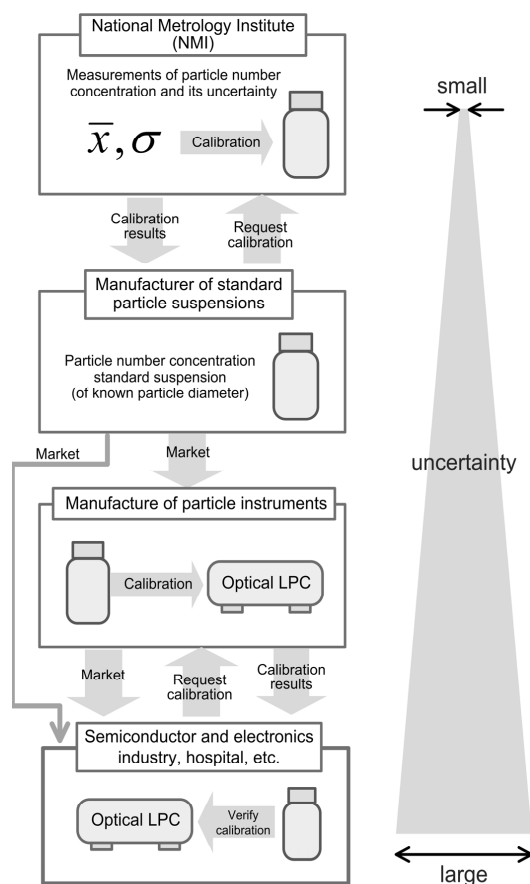 National Metrology Institute
(NMI)
Measurements of particle number
concentration and its uncertainty
x̄, σ
Calibration
small
Calibration
results
Request
calibration
Manufacturer of standard
particle suspensions
Particle number concentration
standard suspension
(of known particle diameter)
Market
Market
uncertainty
Manufacture of particle instruments
Calibration
Optical LPC
Market
Request
calibration
Calibration
results
Semiconductor and electronics
industry, hospital, etc.
Optical LPC
Verify
calibration
large